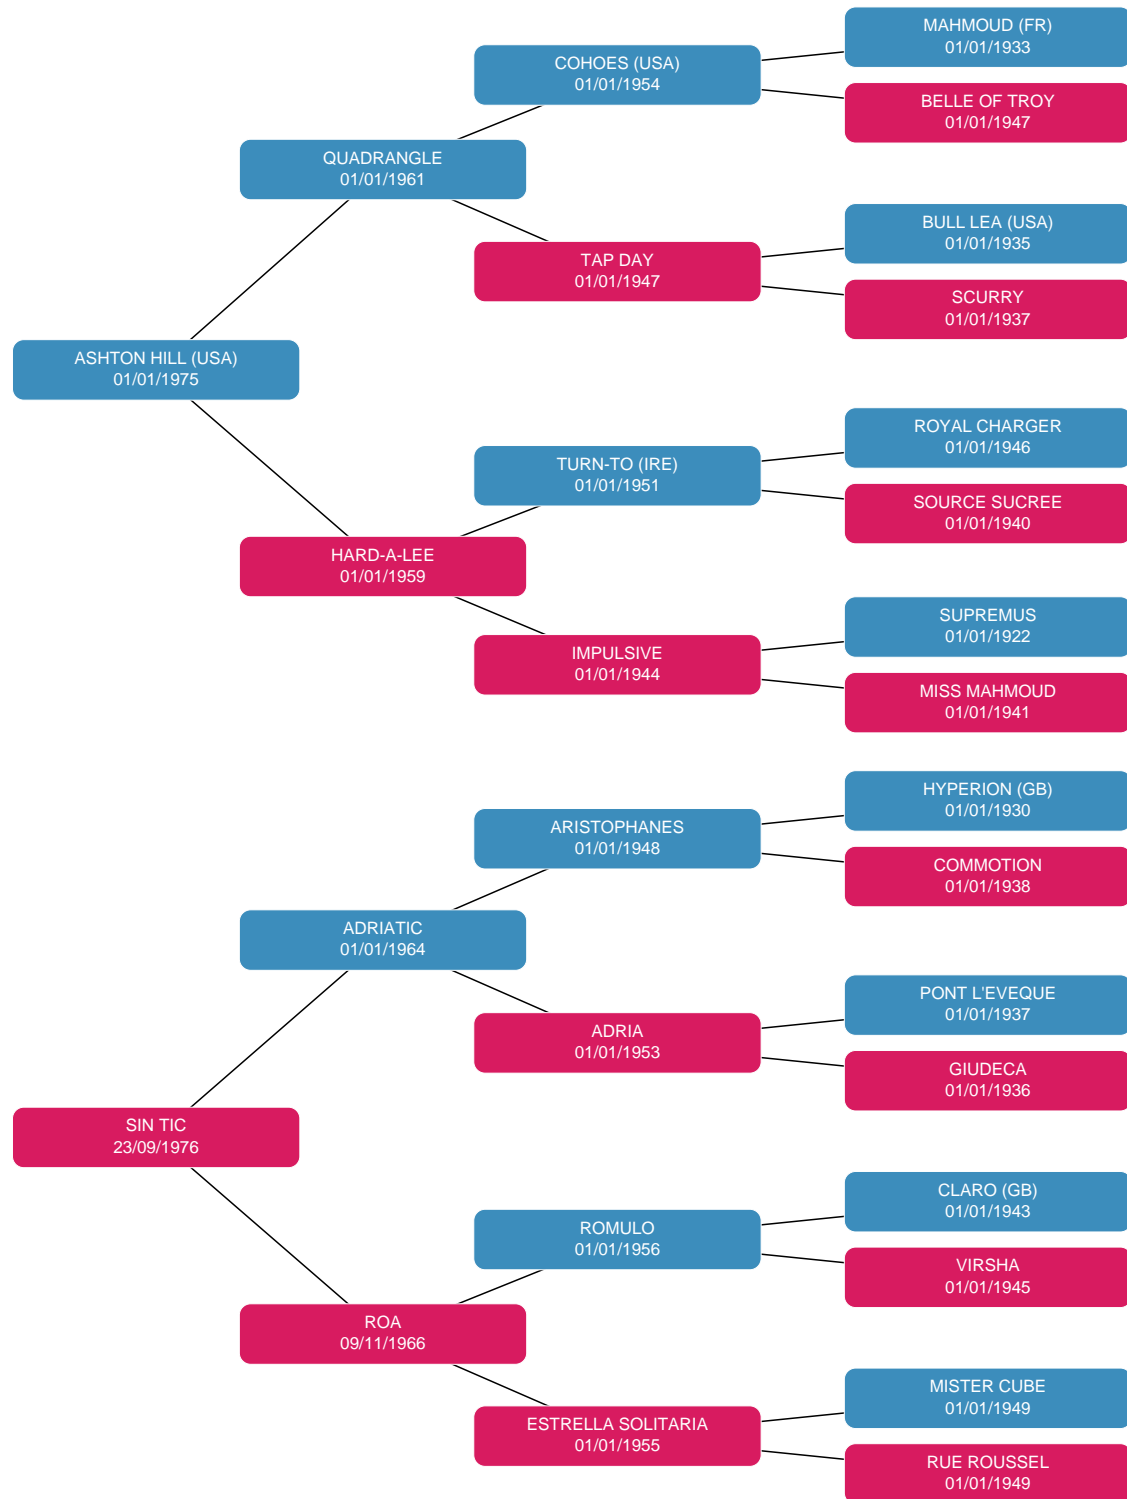 MAHMOUD (FR)
01/01/1933
COHOES (USA)
01/01/1954
BELLE OF TROY
01/01/1947
QUADRANGLE
01/01/1961
BULL LEA (USA)
01/01/1935
TAP DAY
01/01/1947
SCURRY
01/01/1937
ASHTON HILL (USA)
01/01/1975
ROYAL CHARGER
01/01/1946
TURN-TO (IRE)
01/01/1951
SOURCE SUCREE
01/01/1940
HARD-A-LEE
01/01/1959
SUPREMUS
01/01/1922
IMPULSIVE
01/01/1944
MISS MAHMOUD
01/01/1941
HYPERION (GB)
01/01/1930
ARISTOPHANES
01/01/1948
COMMOTION
01/01/1938
ADRIATIC
01/01/1964
PONT L'EVEQUE
01/01/1937
ADRIA
01/01/1953
GIUDECA
01/01/1936
SIN TIC
23/09/1976
CLARO (GB)
01/01/1943
ROMULO
01/01/1956
VIRSHA
01/01/1945
ROA
09/11/1966
MISTER CUBE
01/01/1949
ESTRELLA SOLITARIA
01/01/1955
RUE ROUSSEL
01/01/1949